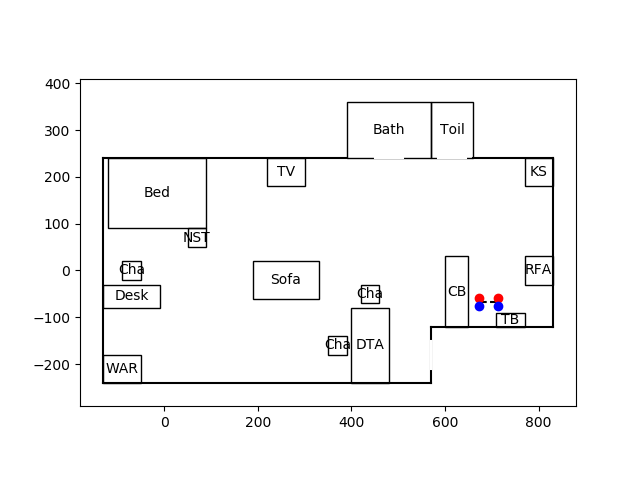 400
300
200
100
0
−100
−200
Bath
Toil
TV
KS
Bed
NST
Cha
Sofa
RFA
Desk
Cha
CB
TB
Cha
DTA
WAR
0
200
400
600
800